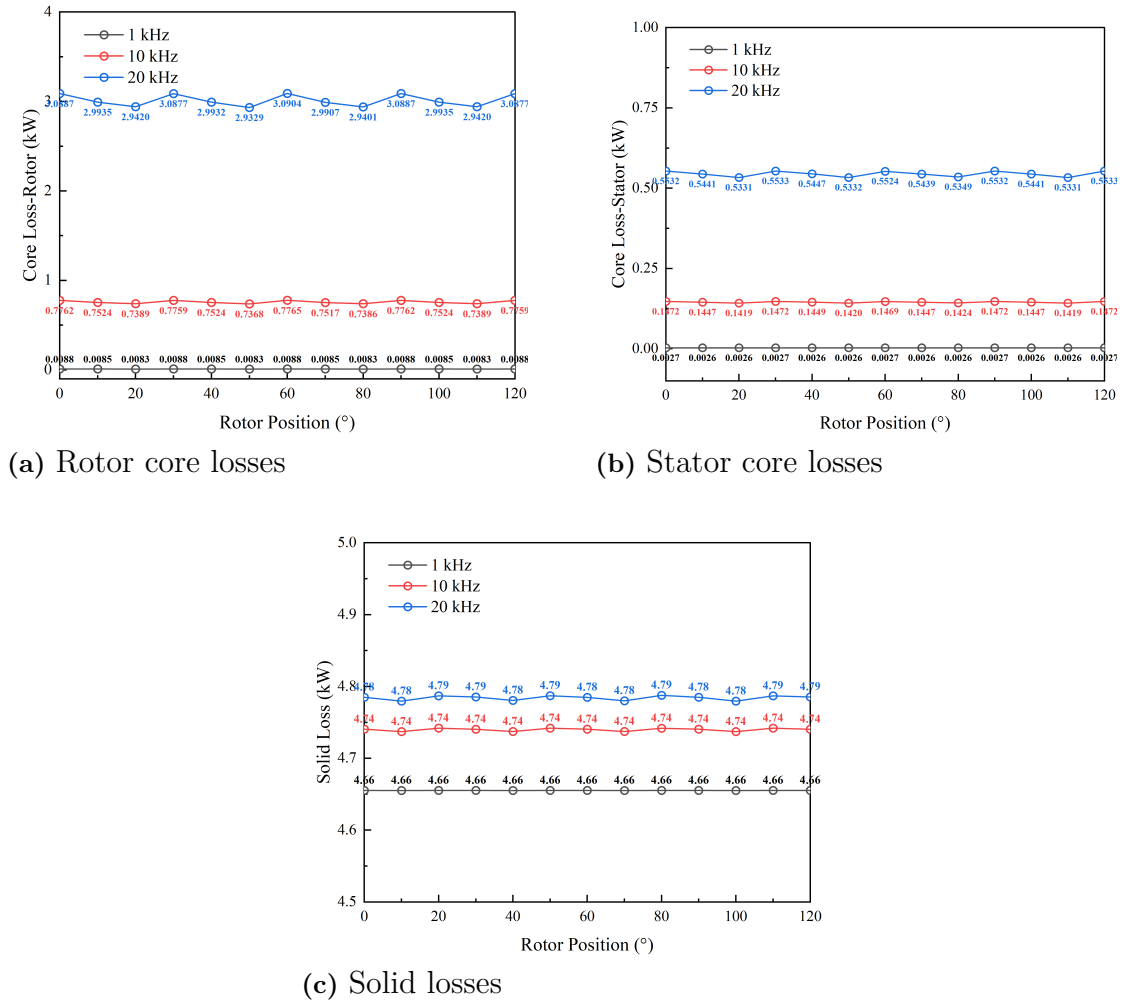 4
3
2
1
0
Core Loss-Rotor (kW)
1 kHz
10 kHz
20 kHz
3.0887 2.9935 2.9420 3.0877 2.9932 2.9329 3.0904 2.9907 2.9401 3.0887 2.9935 2.9420 3.0877
0.7762 0.7524 0.7389 0.7759 0.7524 0.7368 0.7765 0.7517 0.7386 0.7762 0.7524 0.7389 0.7759
0.0088 0.0085 0.0083 0.0088 0.0085 0.0083 0.0088 0.0085 0.0083 0.0088 0.0085 0.0083 0.0088
0 20 40 60 80 100 120
Rotor Position (°)
(a) Rotor core losses
1.00
0.75
0.50
0.25
0.00
Core Loss-Stator (kW)
1 kHz
10 kHz
20 kHz
0.5532 0.5441 0.5331 0.5533 0.5447 0.5332 0.5524 0.5439 0.5349 0.5532 0.5441 0.5331 0.5533
0.1472 0.1447 0.1419 0.1472 0.1449 0.1420 0.1469 0.1447 0.1424 0.1472 0.1447 0.1419 0.1472
0.0027 0.0026 0.0026 0.0027 0.0026 0.0026 0.0027 0.0026 0.0026 0.0027 0.0026 0.0026 0.0027
0 20 40 60 80 100 120
Rotor Position (°)
(b) Stator core losses
5.0
4.9
4.8
4.7
4.6
4.5
Solid Loss (kW)
1 kHz
10 kHz
20 kHz
4.78 4.78 4.79 4.78 4.78 4.79 4.78 4.78 4.79 4.78 4.78 4.79 4.79
4.74 4.74 4.74 4.74 4.74 4.74 4.74 4.74 4.74 4.74 4.74 4.74 4.74
4.66 4.66 4.66 4.66 4.66 4.66 4.66 4.66 4.66 4.66 4.66 4.66 4.66
0 20 40 60 80 100 120
Rotor Position (°)
(c) Solid losses